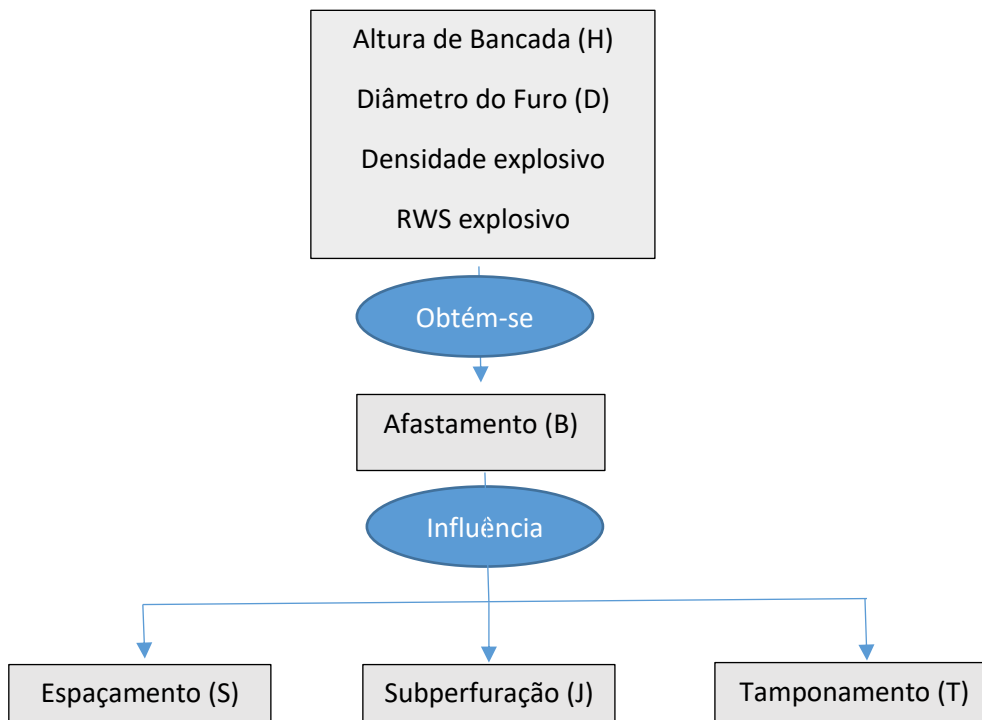 Altura de Bancada (H)
Diâmetro do Furo (D)
Densidade explosivo
RWS explosivo
Obtém-se
Afastamento (B)
Influência
Espaçamento (S)
Subperfuração (J)
Tamponamento (T)